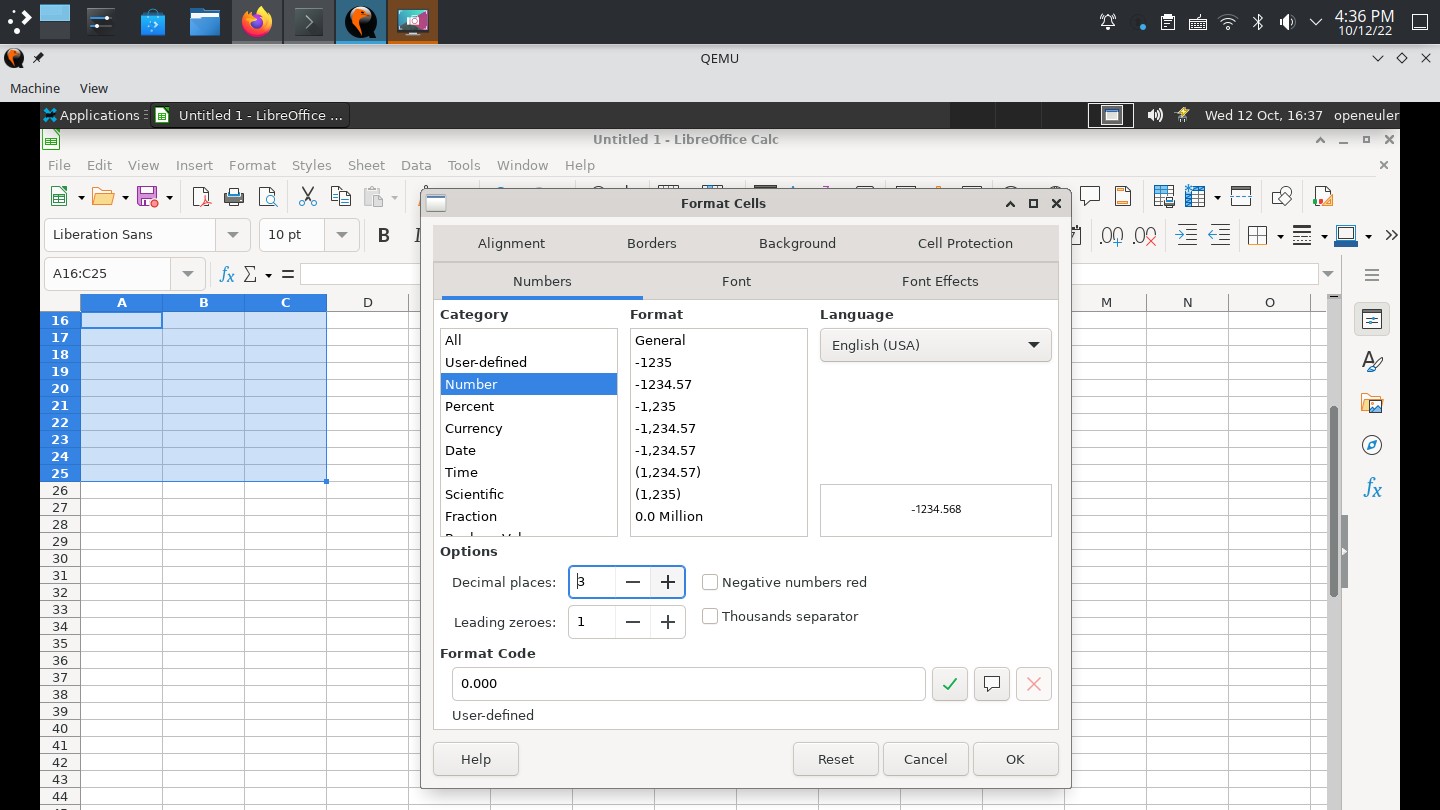 4:36 PM
10/12/22
QEMU
Machine View
Applications Untitled 1 - LibreOffice ... Wed 12 Oct, 16:37 openeuler
Untitled 1 - LibreOffice Calc
File Edit View Insert Format Styles Sheet Data Tools Window Help
Format Cells
Liberation Sans 10 pt B
Alignment Borders Background Cell Protection
A16:C25
Numbers Font Font Effects
A B C D M N O
Category Format Language
All General English (USA)
User-defined -1235
Number -1234.57
Percent -1,235
Currency -1,234.57
Date -1,234.57
Time (1,234.57)
Scientific (1,235)
Fraction 0.0 Million
-1234.568
Options
Decimal places: 3 Negative numbers red
Leading zeroes: 1 Thousands separator
Format Code
0.000
User-defined
Help Reset Cancel OK
16
17
18
19
20
21
22
23
24
25
26
27
28
29
30
31
32
33
34
35
36
37
38
39
40
41
42
43
44